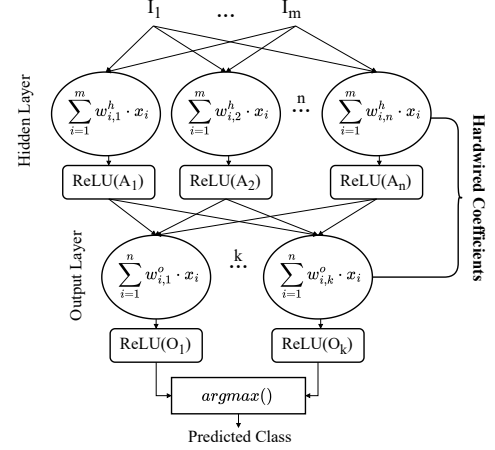 I1 ... Im
Hidden Layer
∑_{i=1}^{m} w^h_{i,1} · x_i
∑_{i=1}^{m} w^h_{i,2} · x_i
n
...
∑_{i=1}^{m} w^h_{i,n} · x_i
ReLU(A1)
ReLU(A2)
ReLU(An)
Hardwired Coefficients
Output Layer
∑_{i=1}^{n} w^o_{i,1} · x_i
k
...
∑_{i=1}^{n} w^o_{i,k} · x_i
ReLU(O1)
ReLU(Ok)
argmax()
Predicted Class